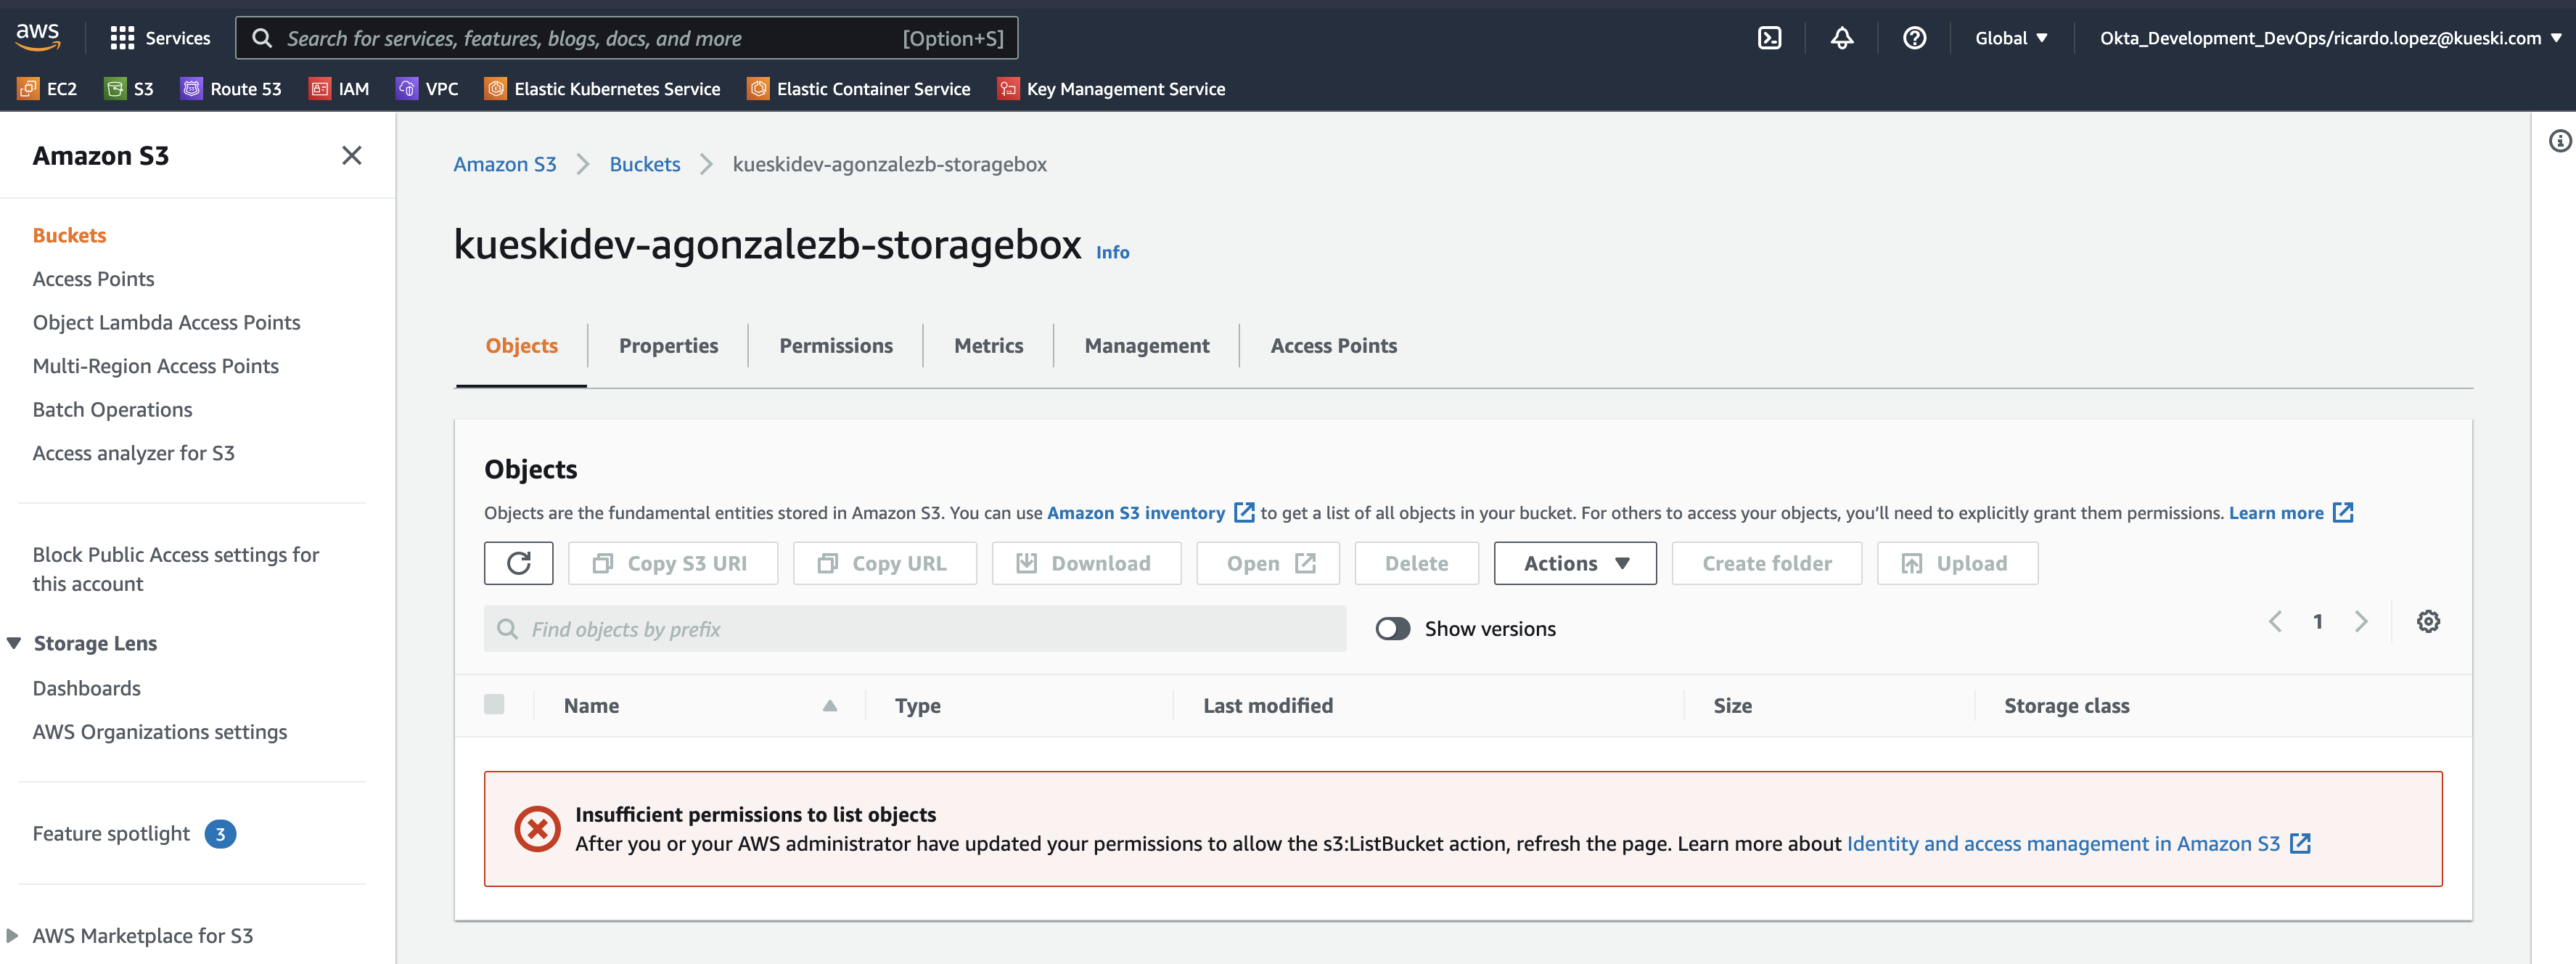 aws
Services
Search for services, features, blogs, docs, and more
[Option+S]
Global
Okta_Development_DevOps/ricardo.lopez@kueski.com
EC2
S3
Route 53
IAM
VPC
Elastic Kubernetes Service
Elastic Container Service
Key Management Service
Amazon S3
Buckets
Access Points
Object Lambda Access Points
Multi-Region Access Points
Batch Operations
Access analyzer for S3
Block Public Access settings for
this account
Storage Lens
Dashboards
AWS Organizations settings
Feature spotlight 3
AWS Marketplace for S3
Amazon S3
Buckets
kueskidev-agonzalezb-storagebox
kueskidev-agonzalezb-storagebox Info
Objects
Properties
Permissions
Metrics
Management
Access Points
Objects
Objects are the fundamental entities stored in Amazon S3. You can use Amazon S3 inventory to get a list of all objects in your bucket. For others to access your objects, you'll need to explicitly grant them permissions. Learn more
Copy S3 URI
Copy URL
Download
Open
Delete
Actions
Create folder
Upload
Find objects by prefix
Show versions
1
Name
Type
Last modified
Size
Storage class
Insufficient permissions to list objects
After you or your AWS administrator have updated your permissions to allow the s3:ListBucket action, refresh the page. Learn more about Identity and access management in Amazon S3